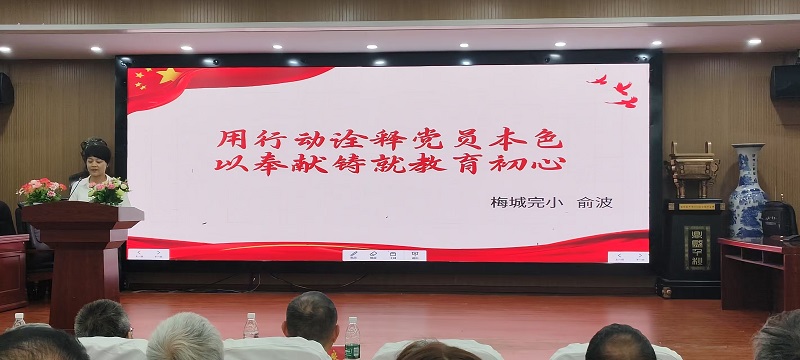 用行动诠释党员本色
以奉献铸就教育初心
梅城完小 俞波